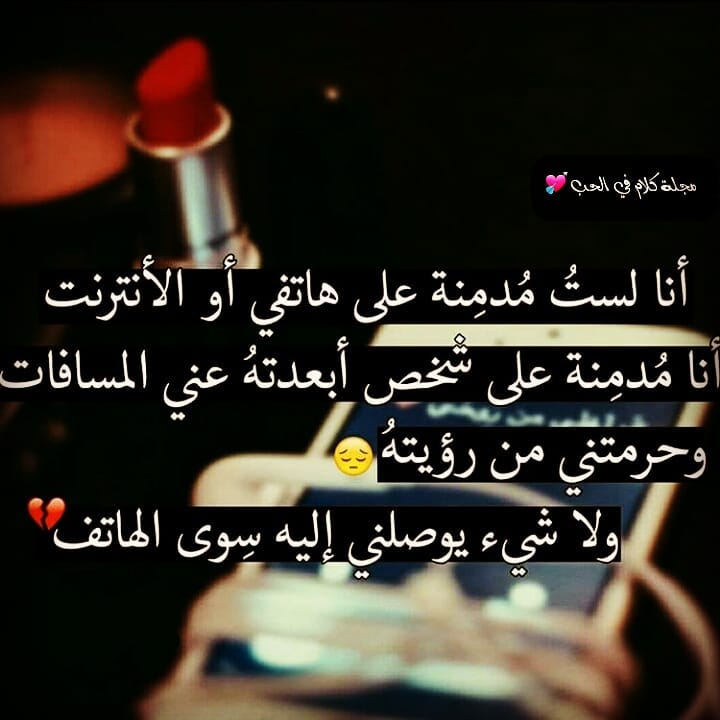 مجلة كلام في الحب 💘
أنا لستُ مُدمِنة على هاتفي أو الأنترنت
أنا مُدمِنة على شخص أبعدتهُ عني المسافات
وحرمتني من رؤيتهُ 😔
ولا شيء يوصلني إليه سِوى الهاتف 💔